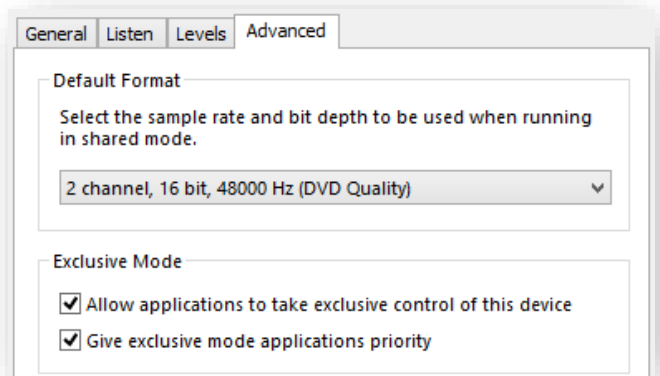 General Listen Levels Advanced
Default Format
Select the sample rate and bit depth to be used when running
in shared mode.
2 channel, 16 bit, 48000 Hz (DVD Quality)
Exclusive Mode
Allow applications to take exclusive control of this device
Give exclusive mode applications priority